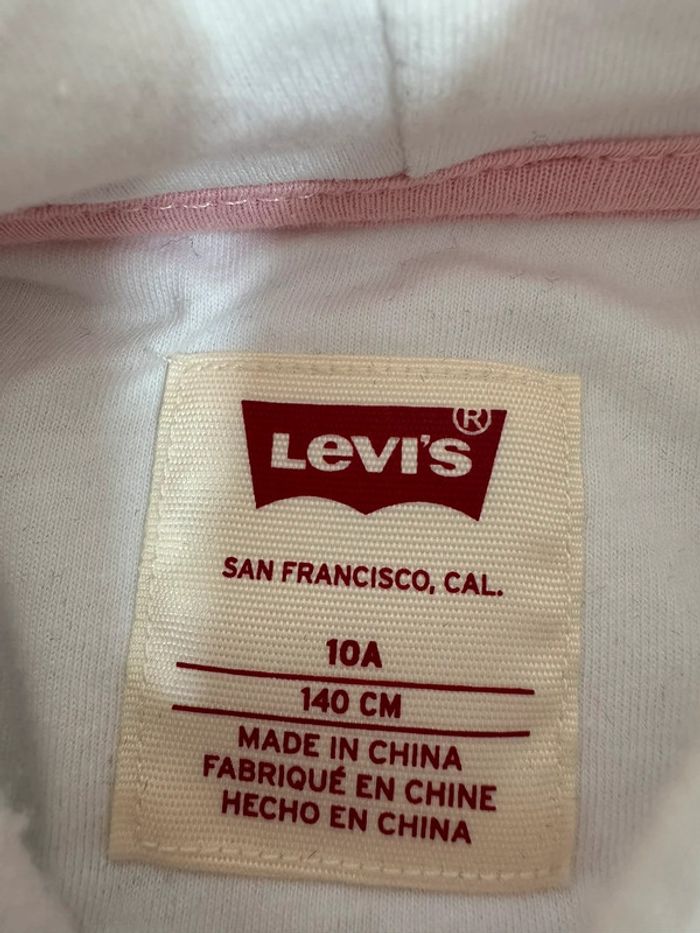 LEVI'S®
SAN FRANCISCO, CAL.
10A
140 CM
MADE IN CHINA
FABRIQUÉ EN CHINE
HECHO EN CHINA